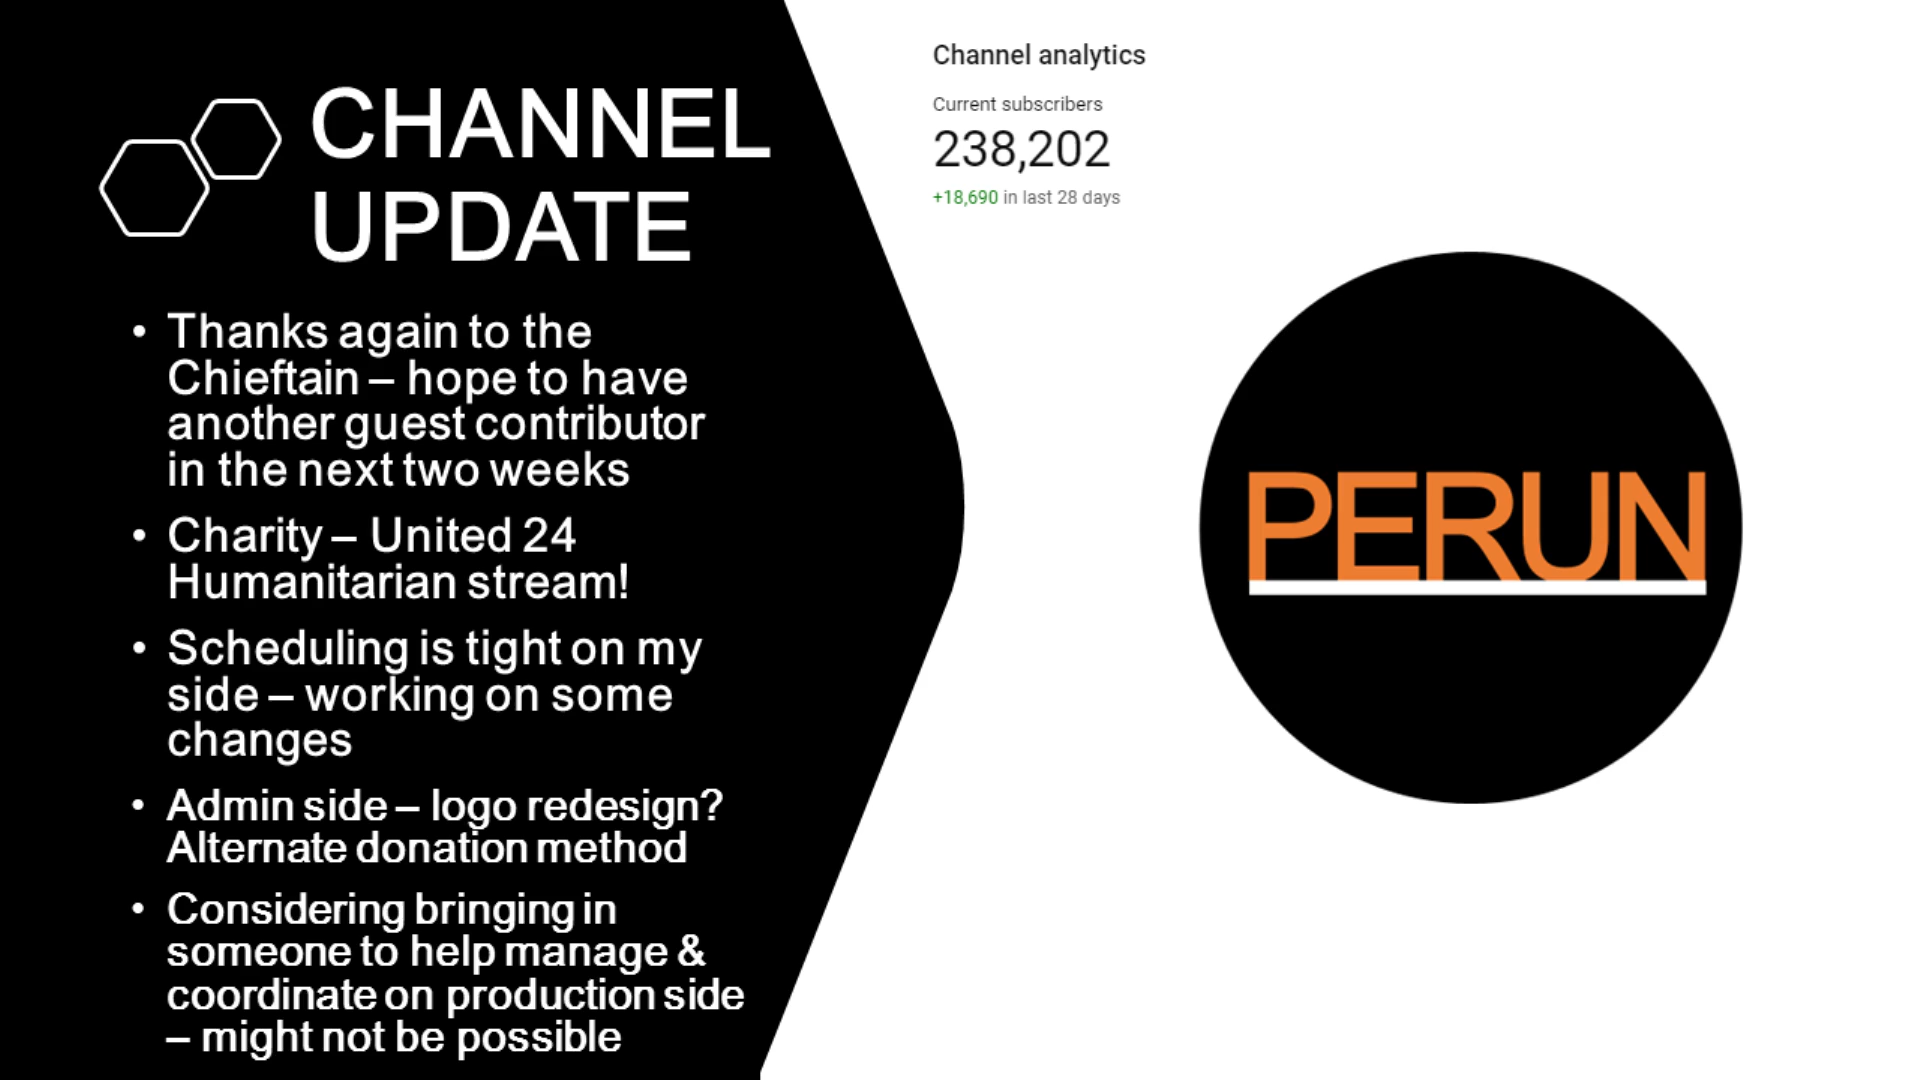 CHANNEL
UPDATE
• Thanks again to the
Chieftain – hope to have
another guest contributor
in the next two weeks
• Charity – United 24
Humanitarian stream!
• Scheduling is tight on my
side – working on some
changes
• Admin side – logo redesign?
Alternate donation method
• Considering bringing in
someone to help manage &
coordinate on production side
– might not be possible
Channel analytics
Current subscribers
238,202
+18,690 in last 28 days
PERUN